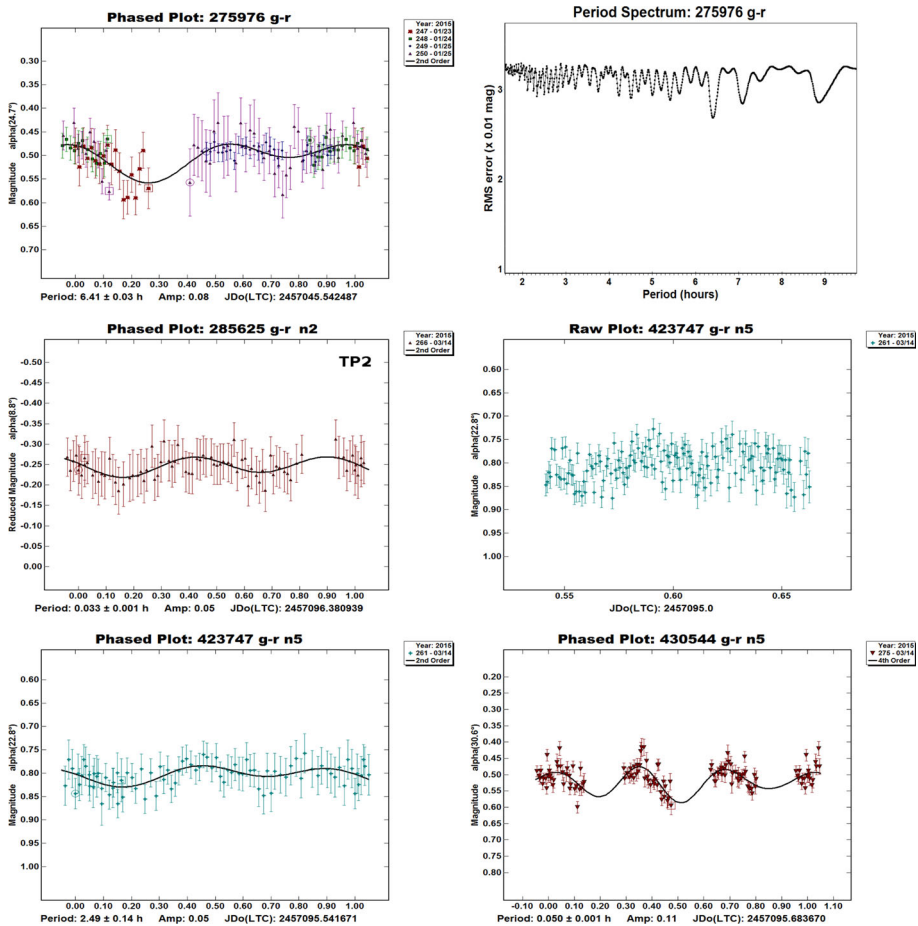 Phased Plot: 275976 g-r
Year: 2015
247 - 01/23
248 - 01/24
249 - 01/25
250 - 01/25
2nd Order
Magnitude alpha(24.7°)
0.30
0.35
0.40
0.45
0.50
0.55
0.60
0.65
0.70
0.00 0.10 0.20 0.30 0.40 0.50 0.60 0.70 0.80 0.90 1.00
Period: 6.41 ± 0.03 h Amp: 0.08 JDo(LTC): 2457045.542487
Period Spectrum: 275976 g-r
RMS error (x 0.01 mag)
3
2
1
2 3 4 5 6 7 8 9
Period (hours)
Phased Plot: 285625 g-r n2
Year: 2015
266 - 03/14
2nd Order
TP2
Reduced Magnitude alpha(8.8°)
-0.50
-0.45
-0.40
-0.35
-0.30
-0.25
-0.20
-0.15
-0.10
-0.05
0.00
0.00 0.10 0.20 0.30 0.40 0.50 0.60 0.70 0.80 0.90 1.00
Period: 0.033 ± 0.001 h Amp: 0.05 JDo(LTC): 2457096.380939
Raw Plot: 423747 g-r n5
Year: 2015
261 - 03/14
Magnitude alpha(22.8°)
0.60
0.65
0.70
0.75
0.80
0.85
0.90
0.95
1.00
0.55 0.60 0.65
JDo(LTC): 2457095.0
Phased Plot: 423747 g-r n5
Year: 2015
261 - 03/14
2nd Order
Magnitude alpha(22.8°)
0.60
0.65
0.70
0.75
0.80
0.85
0.90
0.95
1.00
0.00 0.10 0.20 0.30 0.40 0.50 0.60 0.70 0.80 0.90 1.00
Period: 2.49 ± 0.14 h Amp: 0.05 JDo(LTC): 2457095.541671
Phased Plot: 430544 g-r n5
Year: 2015
275 - 03/14
4th Order
Magnitude alpha(30.6°)
0.20
0.25
0.30
0.35
0.40
0.45
0.50
0.55
0.60
0.65
0.70
0.75
0.80
-0.10 0.00 0.10 0.20 0.30 0.40 0.50 0.60 0.70 0.80 0.90 1.00 1.10
Period: 0.050 ± 0.001 h Amp: 0.11 JDo(LTC): 2457095.683670